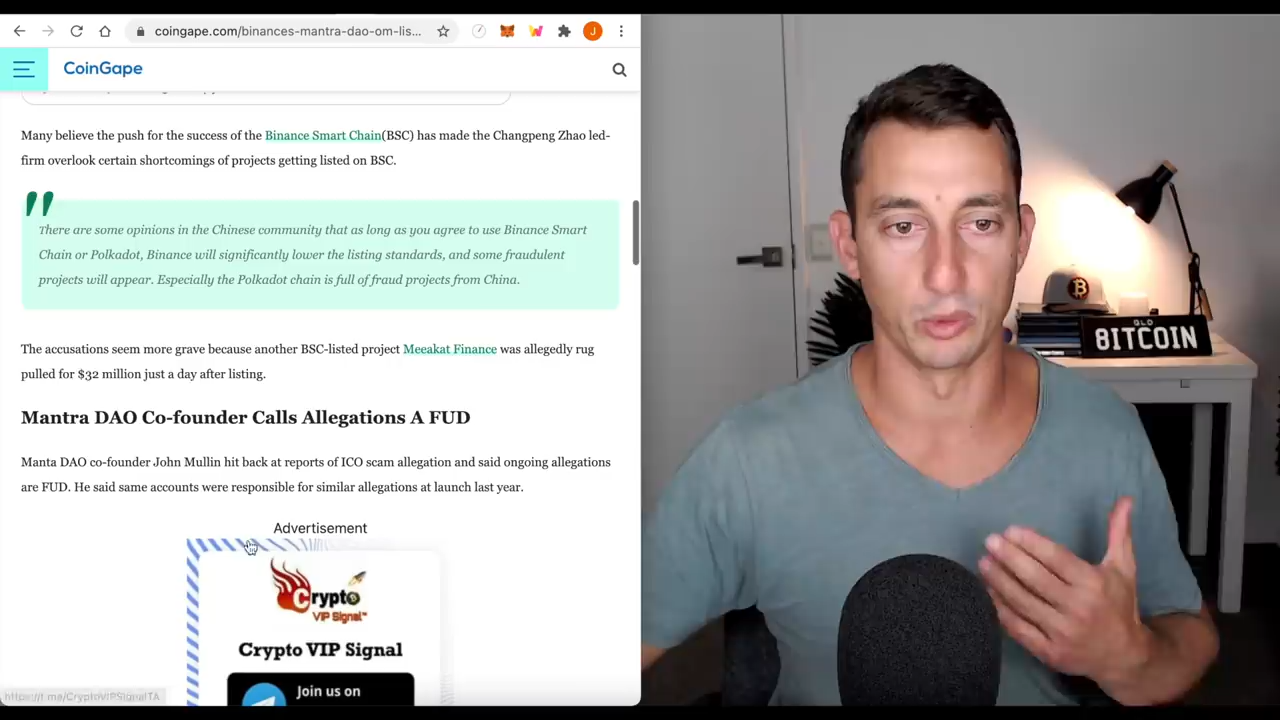 coingape.com/binances-mantra-dao-om-lis...
J
CoinGape
Many believe the push for the success of the Binance Smart Chain(BSC) has made the Changpeng Zhao led-
firm overlook certain shortcomings of projects getting listed on BSC.
There are some opinions in the Chinese community that as long as you agree to use Binance Smart
Chain or Polkadot, Binance will significantly lower the listing standards, and some fraudulent
projects will appear. Especially the Polkadot chain is full of fraud projects from China.
The accusations seem more grave because another BSC-listed project Meeakat Finance was allegedly rug
pulled for $32 million just a day after listing.
Mantra DAO Co-founder Calls Allegations A FUD
Manta DAO co-founder John Mullin hit back at reports of ICO scam allegation and said ongoing allegations
are FUD. He said same accounts were responsible for similar allegations at launch last year.
Advertisement
Crypto
VIP Signal™
Crypto VIP Signal
Join us on
https://t.me/CryptoVIPSignalTA
QLD
8ITCOIN